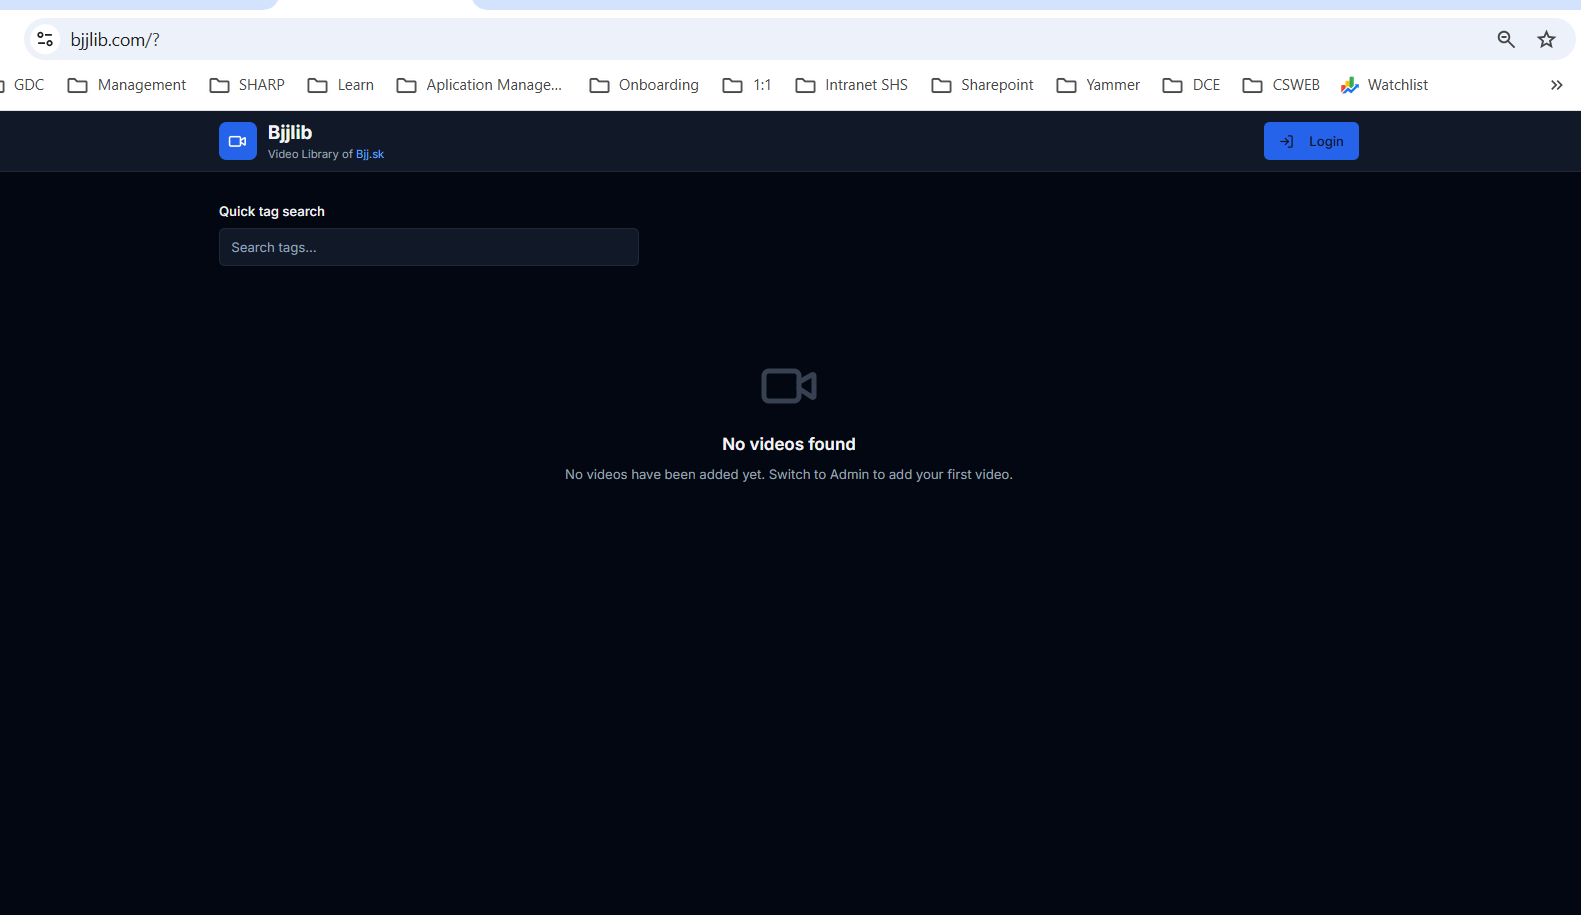 bjjlib.com/?
GDC Management SHARP Learn Aplication Manage... Onboarding 1:1 Intranet SHS Sharepoint Yammer DCE CSWEB Watchlist
Bjjlib
Video Library of Bjj.sk
Login
Quick tag search
Search tags...
No videos found
No videos have been added yet. Switch to Admin to add your first video.